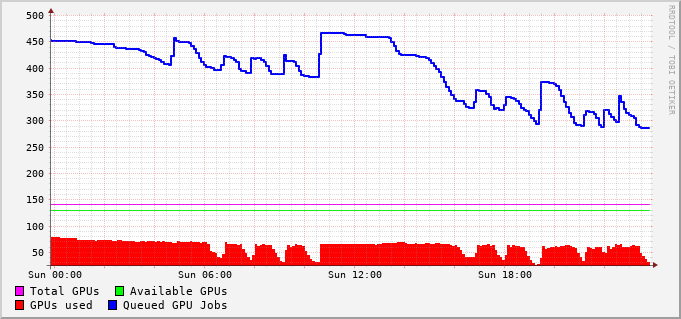 500
450
400
350
300
250
200
150
100
50
Sun 00:00 Sun 06:00 Sun 12:00 Sun 18:00
Total GPUs Available GPUs
GPUs used Queued GPU Jobs
RRDTOOL / TOBI OETIKER